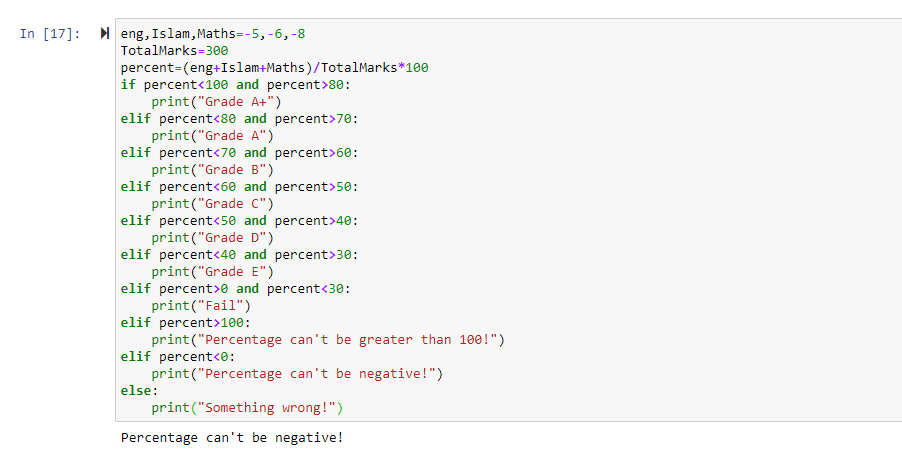 In [17]: eng,Islam,Maths=-5,-6,-8
TotalMarks=300
percent=(eng+Islam+Maths)/TotalMarks*100
if percent<100 and percent>80:
    print("Grade A+")
elif percent<80 and percent>70:
    print("Grade A")
elif percent<70 and percent>60:
    print("Grade B")
elif percent<60 and percent>50:
    print("Grade C")
elif percent<50 and percent>40:
    print("Grade D")
elif percent<40 and percent>30:
    print("Grade E")
elif percent>0 and percent<30:
    print("Fail")
elif percent>100:
    print("Percentage can't be greater than 100!")
elif percent<0:
    print("Percentage can't be negative!")
else:
    print("Something wrong!")
Percentage can't be negative!